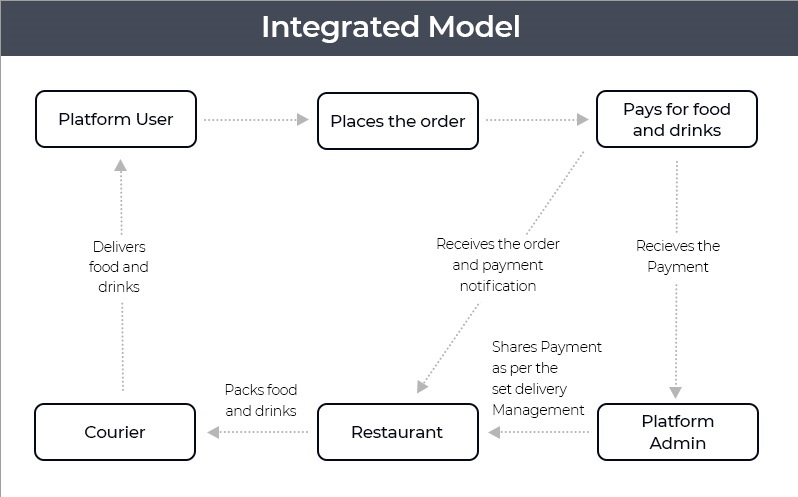 Integrated Model
Platform User
Places the order
Pays for food
and drinks
Delivers
food and
drinks
Receives the order
and payment
notification
Recieves the
Payment
Shares Payment
as per the
set delivery
Management
Packs food
and drinks
Courier
Restaurant
Platform
Admin